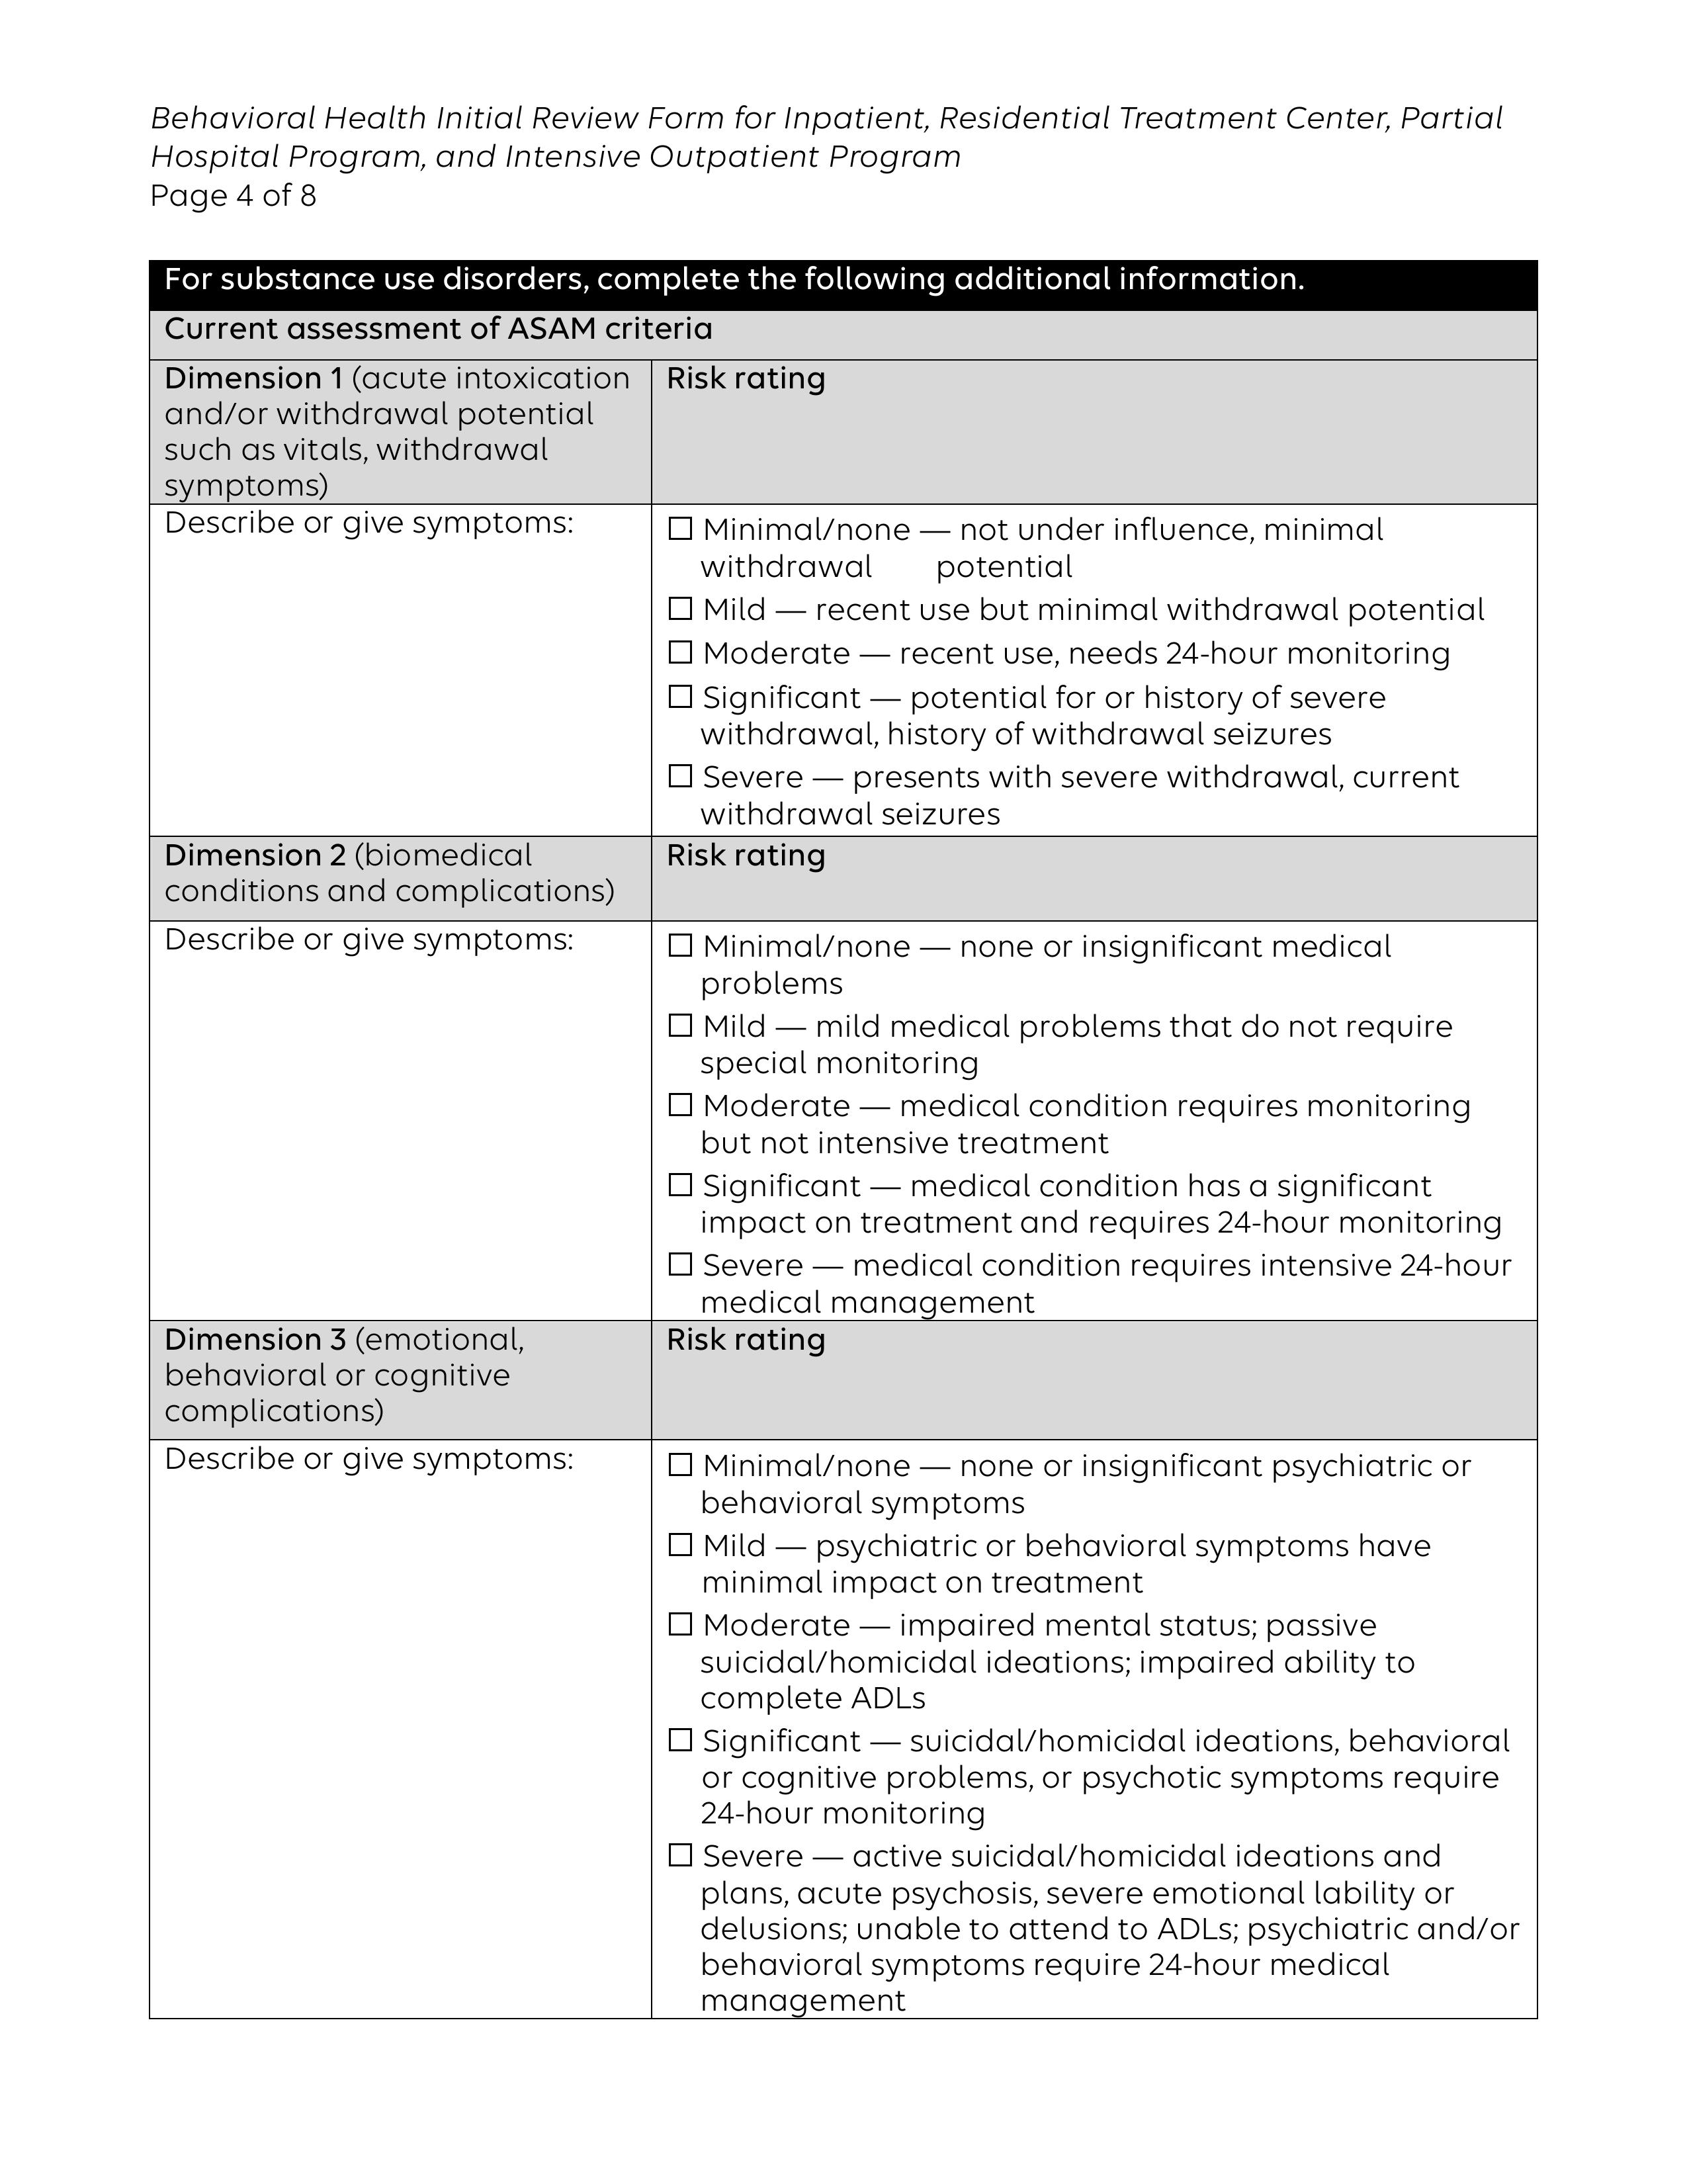 Behavioral Health Initial Review Form for Inpatient, Residential Treatment Center, Partial
Hospital Program, and Intensive Outpatient Program
Page 4 of 8
For substance use disorders, complete the following additional information.
Current assessment of ASAM criteria
Dimension 1 (acute intoxication
and/or withdrawal potential
such as vitals, withdrawal
symptoms)
Risk rating
Describe or give symptoms:
☐ Minimal/none — not under influence, minimal
withdrawal potential
☐ Mild — recent use but minimal withdrawal potential
☐ Moderate — recent use, needs 24-hour monitoring
☐ Significant — potential for or history of severe
withdrawal, history of withdrawal seizures
☐ Severe — presents with severe withdrawal, current
withdrawal seizures
Dimension 2 (biomedical
conditions and complications)
Risk rating
Describe or give symptoms:
☐ Minimal/none — none or insignificant medical
problems
☐ Mild — mild medical problems that do not require
special monitoring
☐ Moderate — medical condition requires monitoring
but not intensive treatment
☐ Significant — medical condition has a significant
impact on treatment and requires 24-hour monitoring
☐ Severe — medical condition requires intensive 24-hour
medical management
Dimension 3 (emotional,
behavioral or cognitive
complications)
Risk rating
Describe or give symptoms:
☐ Minimal/none — none or insignificant psychiatric or
behavioral symptoms
☐ Mild — psychiatric or behavioral symptoms have
minimal impact on treatment
☐ Moderate — impaired mental status; passive
suicidal/homicidal ideations; impaired ability to
complete ADLs
☐ Significant — suicidal/homicidal ideations, behavioral
or cognitive problems, or psychotic symptoms require
24-hour monitoring
☐ Severe — active suicidal/homicidal ideations and
plans, acute psychosis, severe emotional lability or
delusions; unable to attend to ADLs; psychiatric and/or
behavioral symptoms require 24-hour medical
management